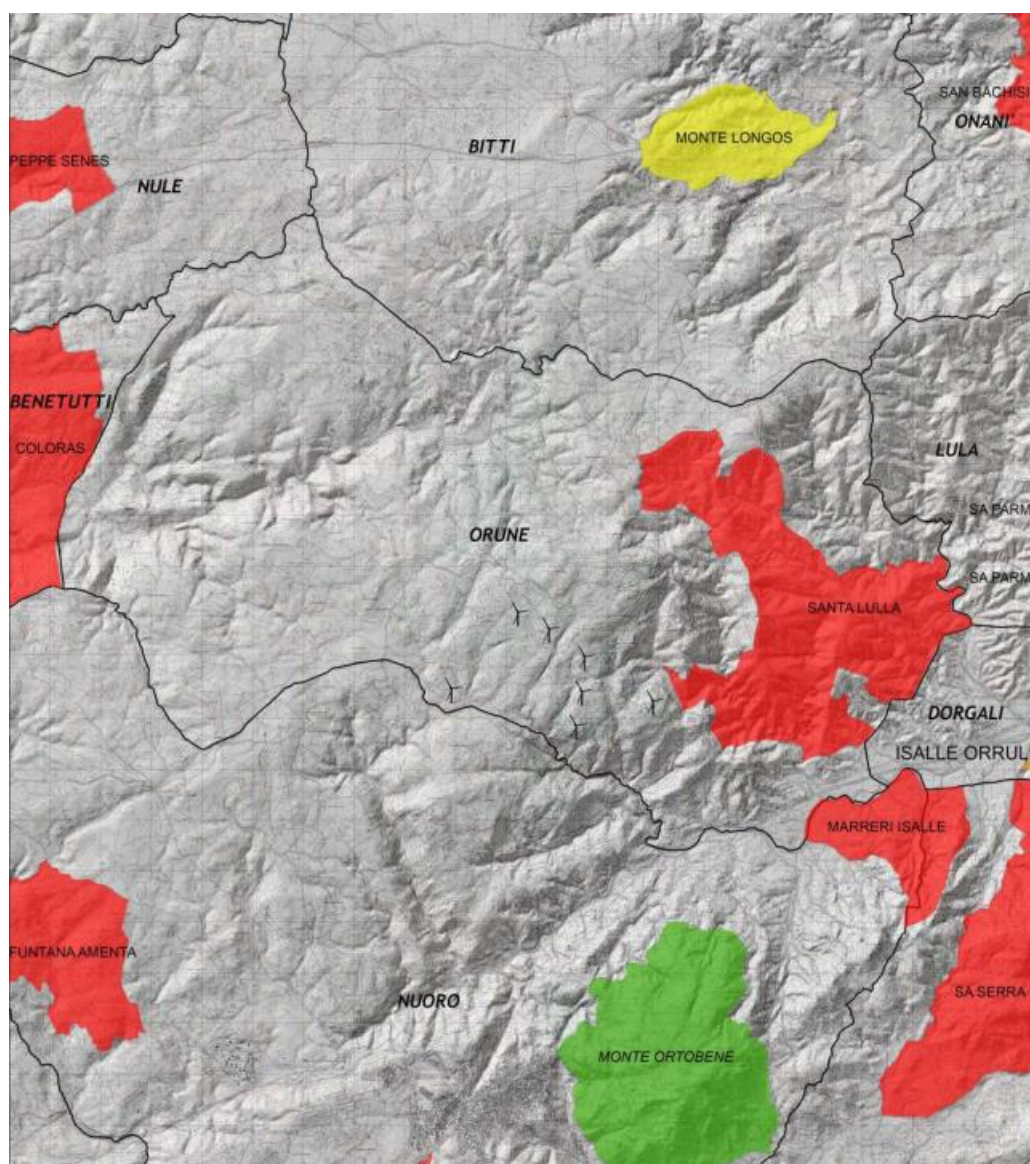 SAN BACHISI
ONANI'
MONTE LONGOS
BITTI
PEPPE SENES
NULE
BENETUTTI
COLORAS
LULA
SA PARM
ORUNE
SA PARM
SANTA LULLA
DORGALI
ISALLE ORRUL
MARRERI ISALLE
FUNTANA AMENTA
SA SERRA
NUORO
MONTE ORTOBENE